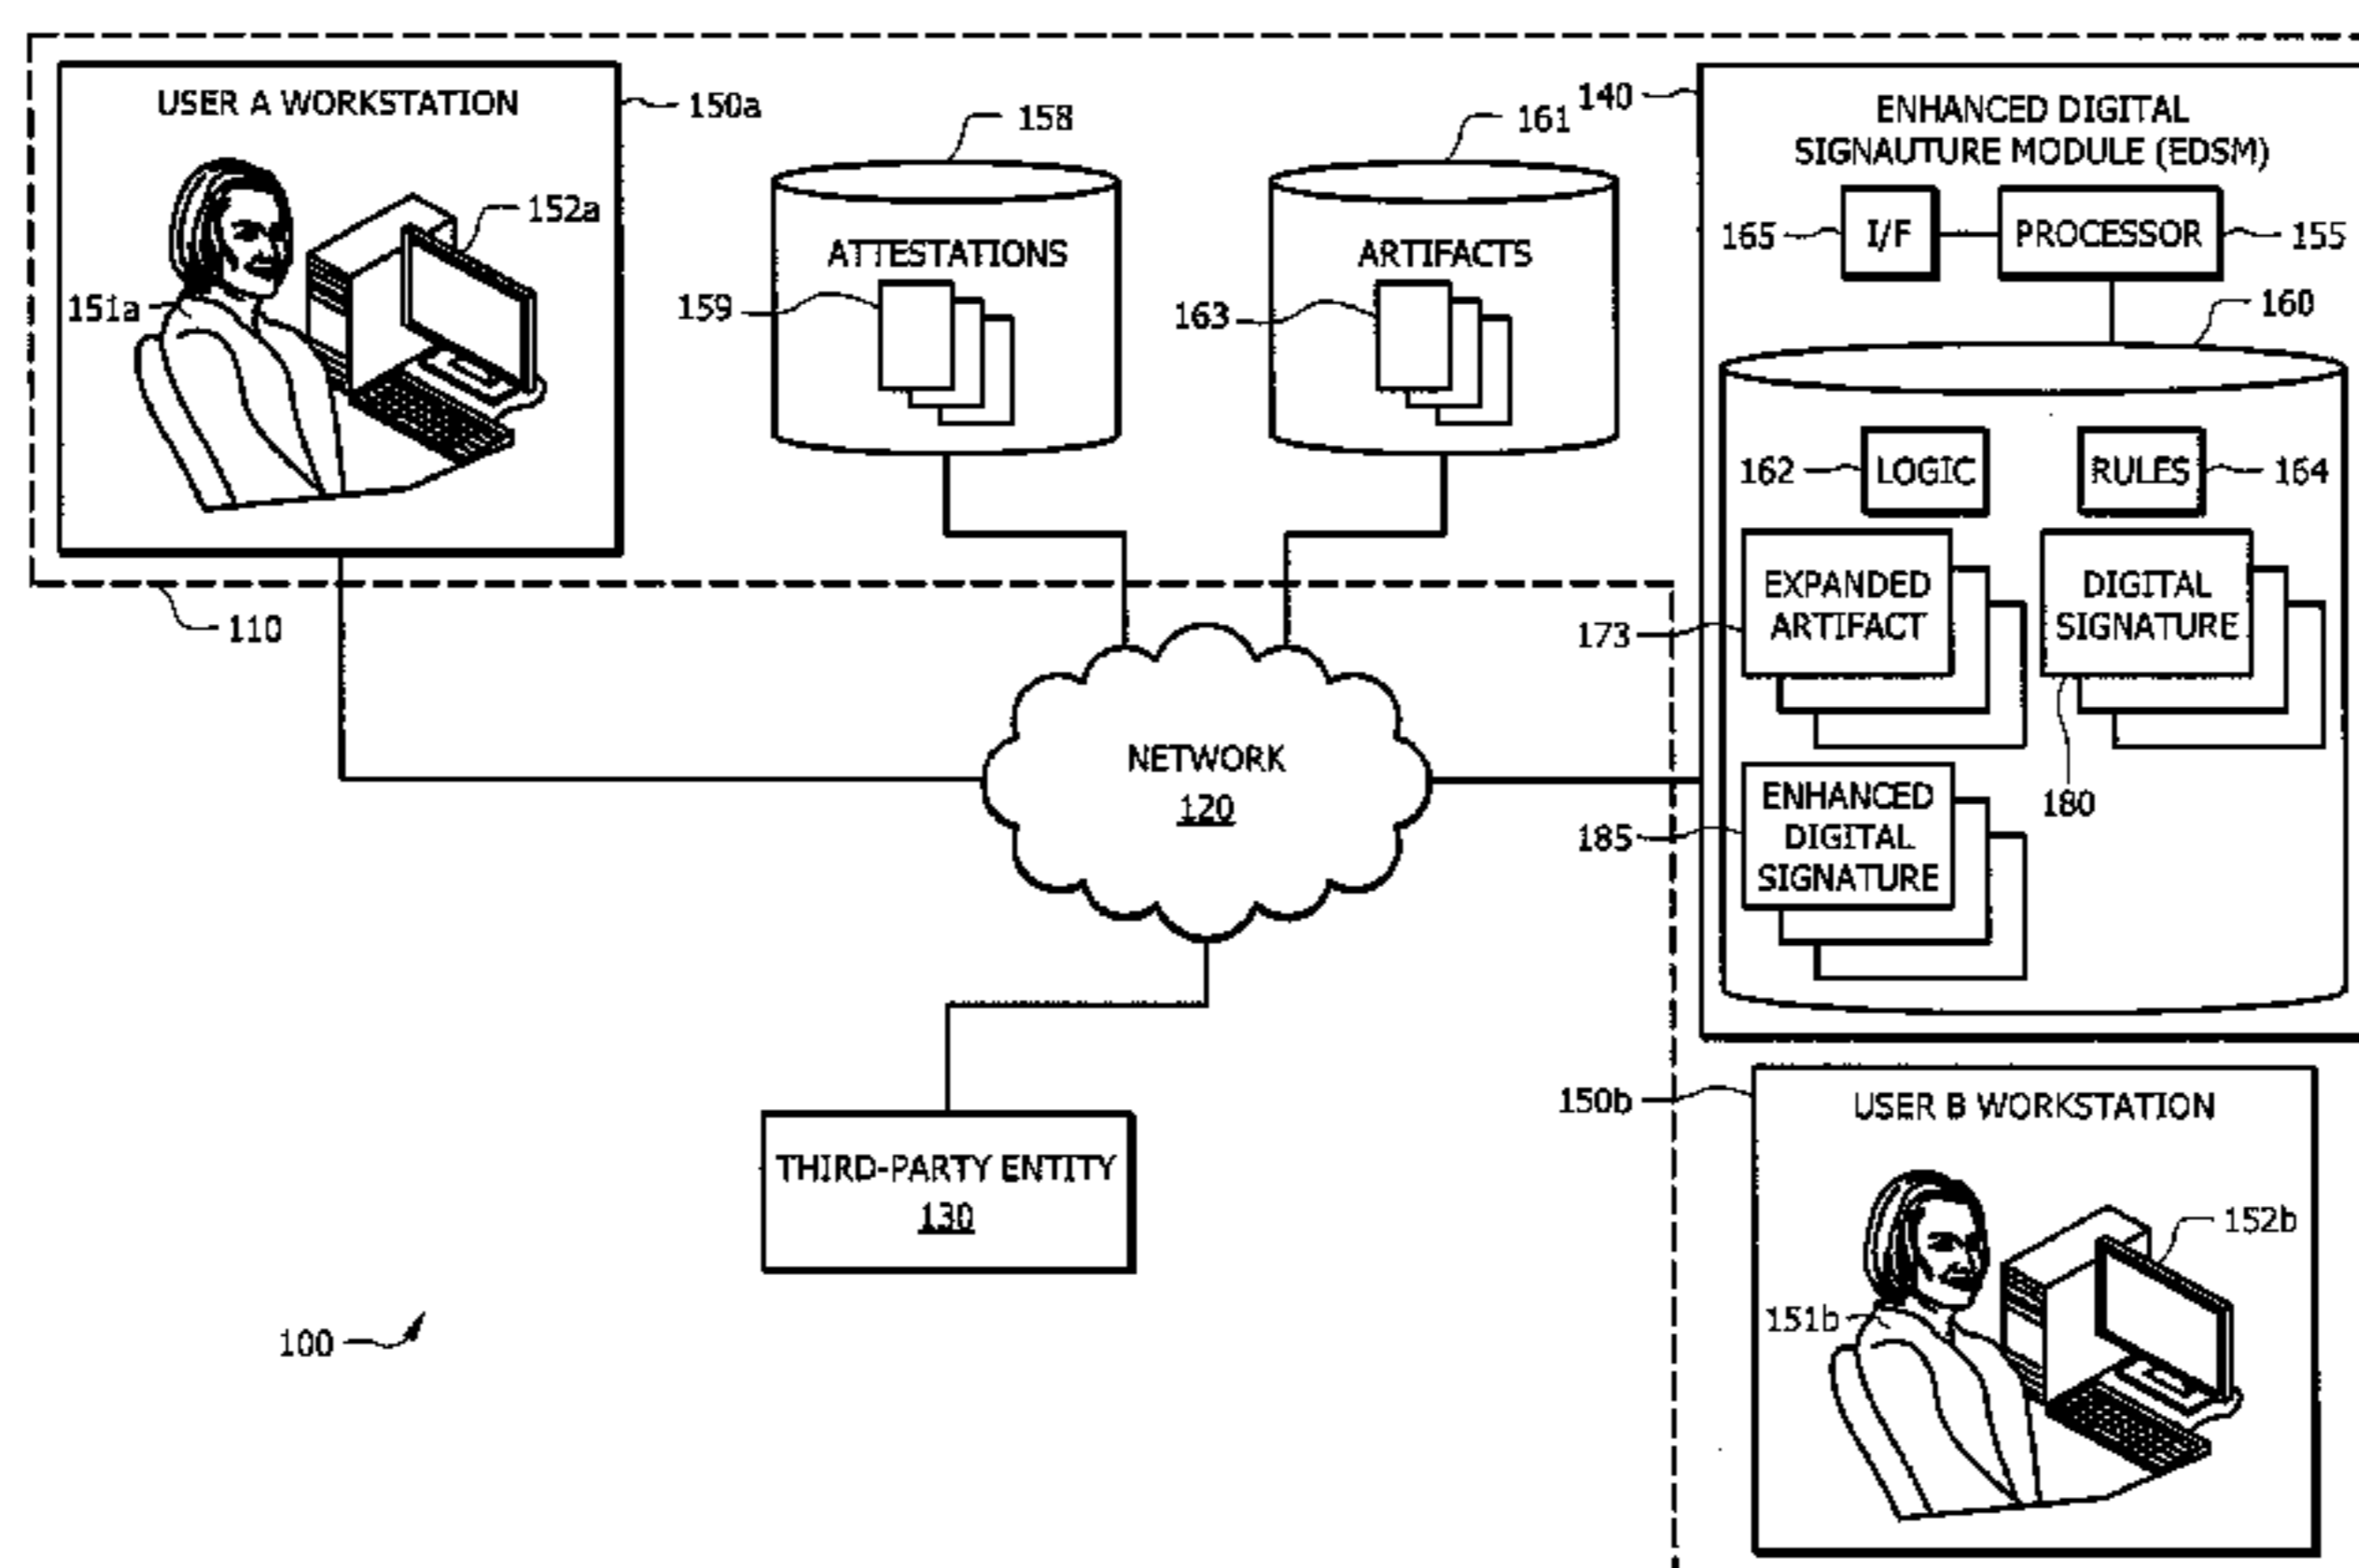 USER A WORKSTATION
150a
152a
151a
158
ATTESTATIONS
159
161
ARTIFACTS
163
140
ENHANCED DIGITAL
SIGNAUTURE MODULE (EDSM)
165
I/F
PROCESSOR
155
160
162
LOGIC
RULES
164
EXPANDED
ARTIFACT
173
DIGITAL
SIGNATURE
180
ENHANCED
DIGITAL
SIGNATURE
185
110
NETWORK
120
THIRD-PARTY ENTITY
130
150b
USER B WORKSTATION
152b
151b
100